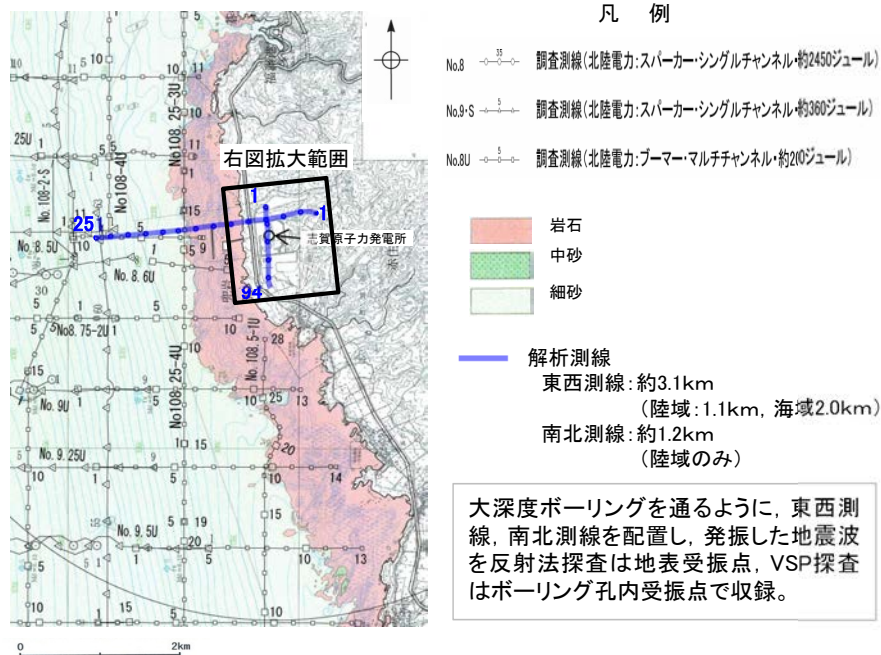 凡 例
No.8 35 調査測線(北陸電力:スパーカー・シングルチャンネル・約2450ジュール)
No.9・S 5 調査測線(北陸電力:スパーカー・シングルチャンネル・約360ジュール)
No.8U 5 調査測線(北陸電力:ブーマー・マルチチャンネル・約200ジュール)
岩石
中砂
細砂
解析測線
東西測線:約3.1km
(陸域:1.1km, 海域2.0km)
南北測線:約1.2km
(陸域のみ)
大深度ボーリングを通るように, 東西測
線, 南北測線を配置し, 発振した地震波
を反射法探査は地表受振点, VSP探査
はボーリング孔内受振点で収録。
右図拡大範囲
志賀原子力発電所
1
1
251
94
25U
No.108-2-S
No108-4U
No108.25-3U
No. 8.5U
No. 8.6U
No8.75-2U
No108.25-4U
No. 108.5-1U
No. 9U
No. 9.25U
No. 9.5U
0 2km